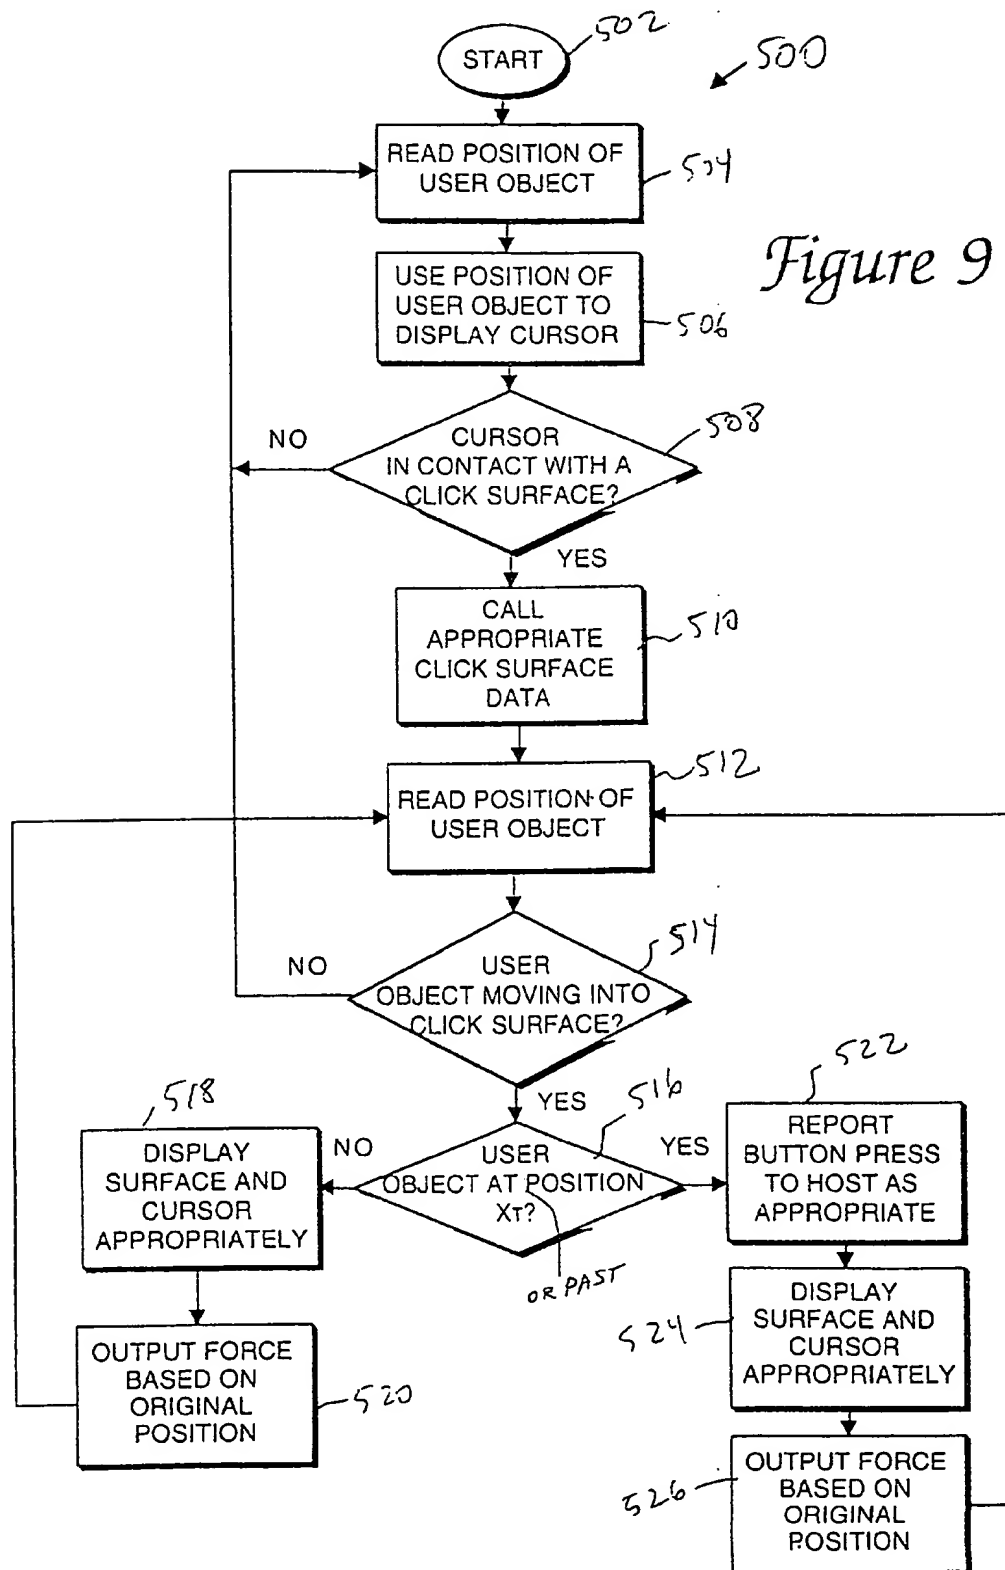 502
START
500
READ POSITION OF
USER OBJECT
504
Figure 9
USE POSITION OF
USER OBJECT TO
DISPLAY CURSOR
506
CURSOR
IN CONTACT WITH A
CLICK SURFACE?
508
NO
YES
CALL
APPROPRIATE
CLICK SURFACE
DATA
510
READ POSITION OF
USER OBJECT
512
USER
OBJECT MOVING INTO
CLICK SURFACE?
514
NO
YES
USER
OBJECT AT POSITION
XT?
516
OR PAST
NO
YES
518
DISPLAY
SURFACE AND
CURSOR
APPROPRIATELY
OUTPUT FORCE
BASED ON
ORIGINAL
POSITION
520
522
REPORT
BUTTON PRESS
TO HOST AS
APPROPRIATE
DISPLAY
SURFACE AND
CURSOR
APPROPRIATELY
524
OUTPUT FORCE
BASED ON
ORIGINAL
POSITION
526